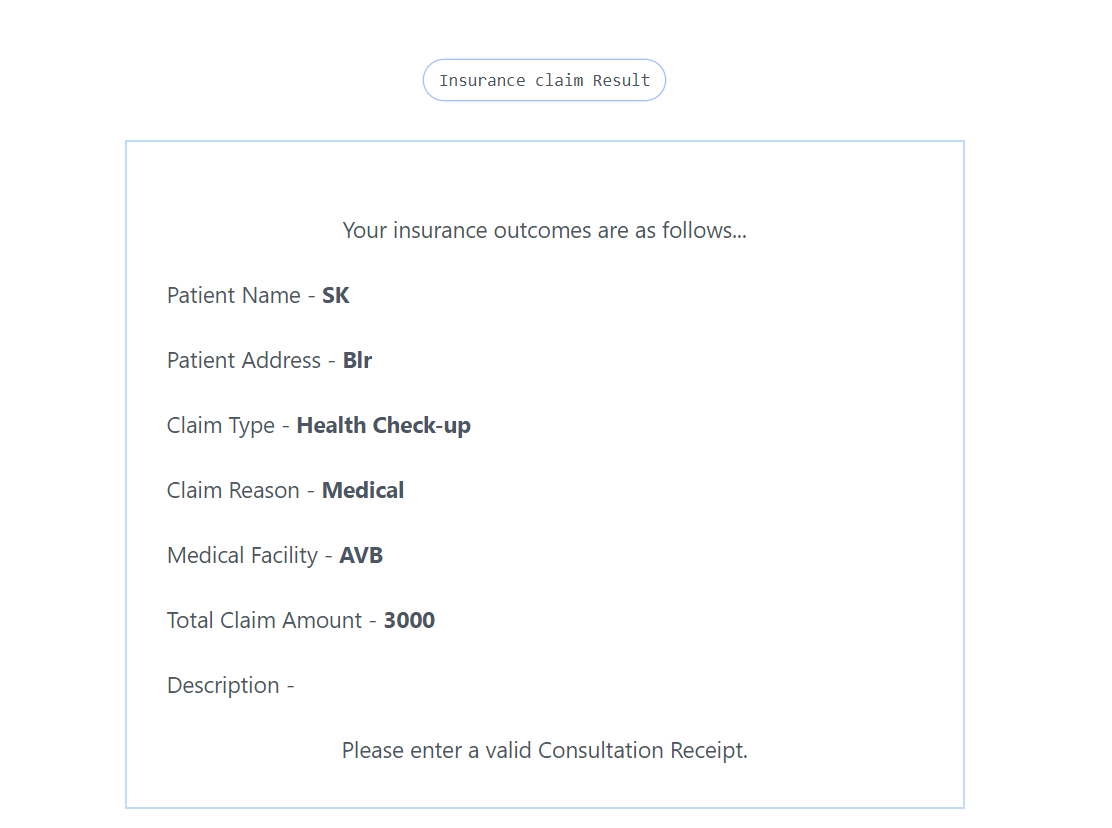 Insurance claim Result
Your insurance outcomes are as follows...
Patient Name - SK
Patient Address - Blr
Claim Type - Health Check-up
Claim Reason - Medical
Medical Facility - AVB
Total Claim Amount - 3000
Description -
Please enter a valid Consultation Receipt.